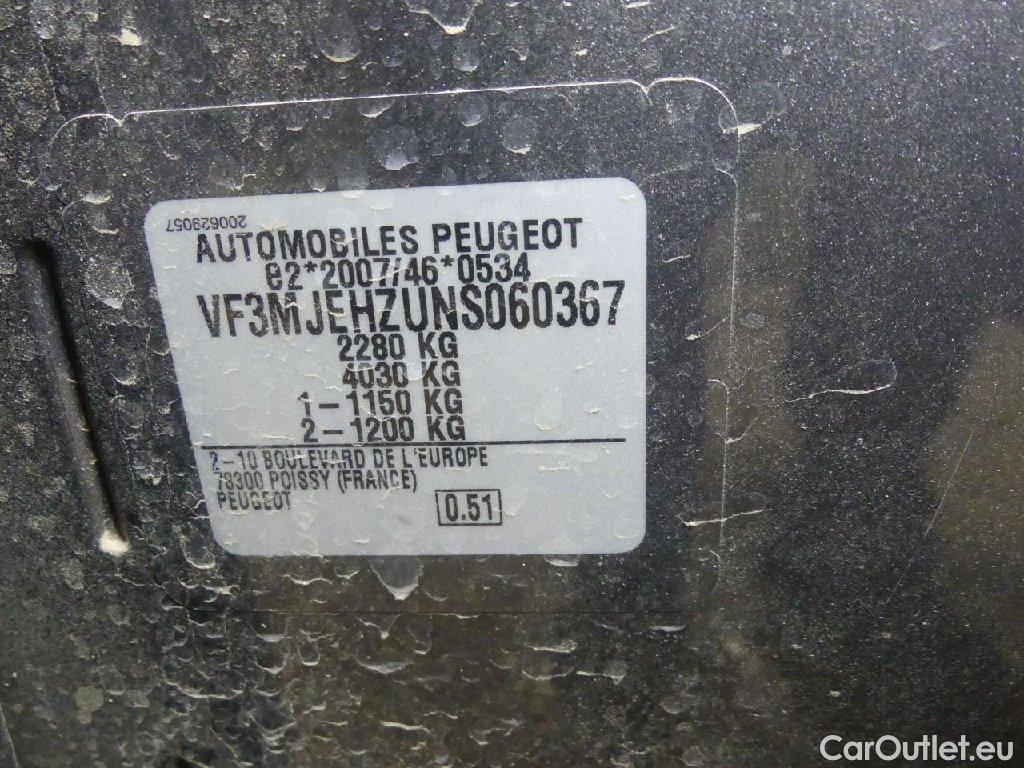 200629057
AUTOMOBILES PEUGEOT
e2*2007/46*0534
VF3MJEHZUNS060367
2280 KG
4030 KG
1-1150 KG
2-1200 KG
2-10 BOULEVARD DE L'EUROPE
78300 POISSY (FRANCE)
PEUGEOT
0.51
CarOutlet.eu